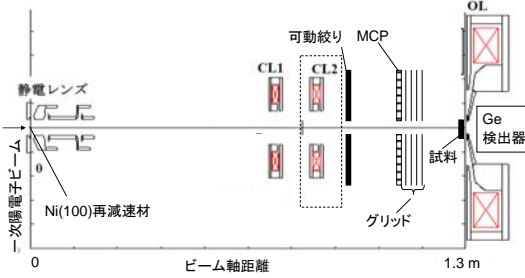 OL
可動絞り
MCP
CL1
CL2
静電レンズ
Ge
検出器
試料
0
グリッド
Ni(100)再減速材
一次陽電子ビーム
0
ビーム軸距離
1.3 m